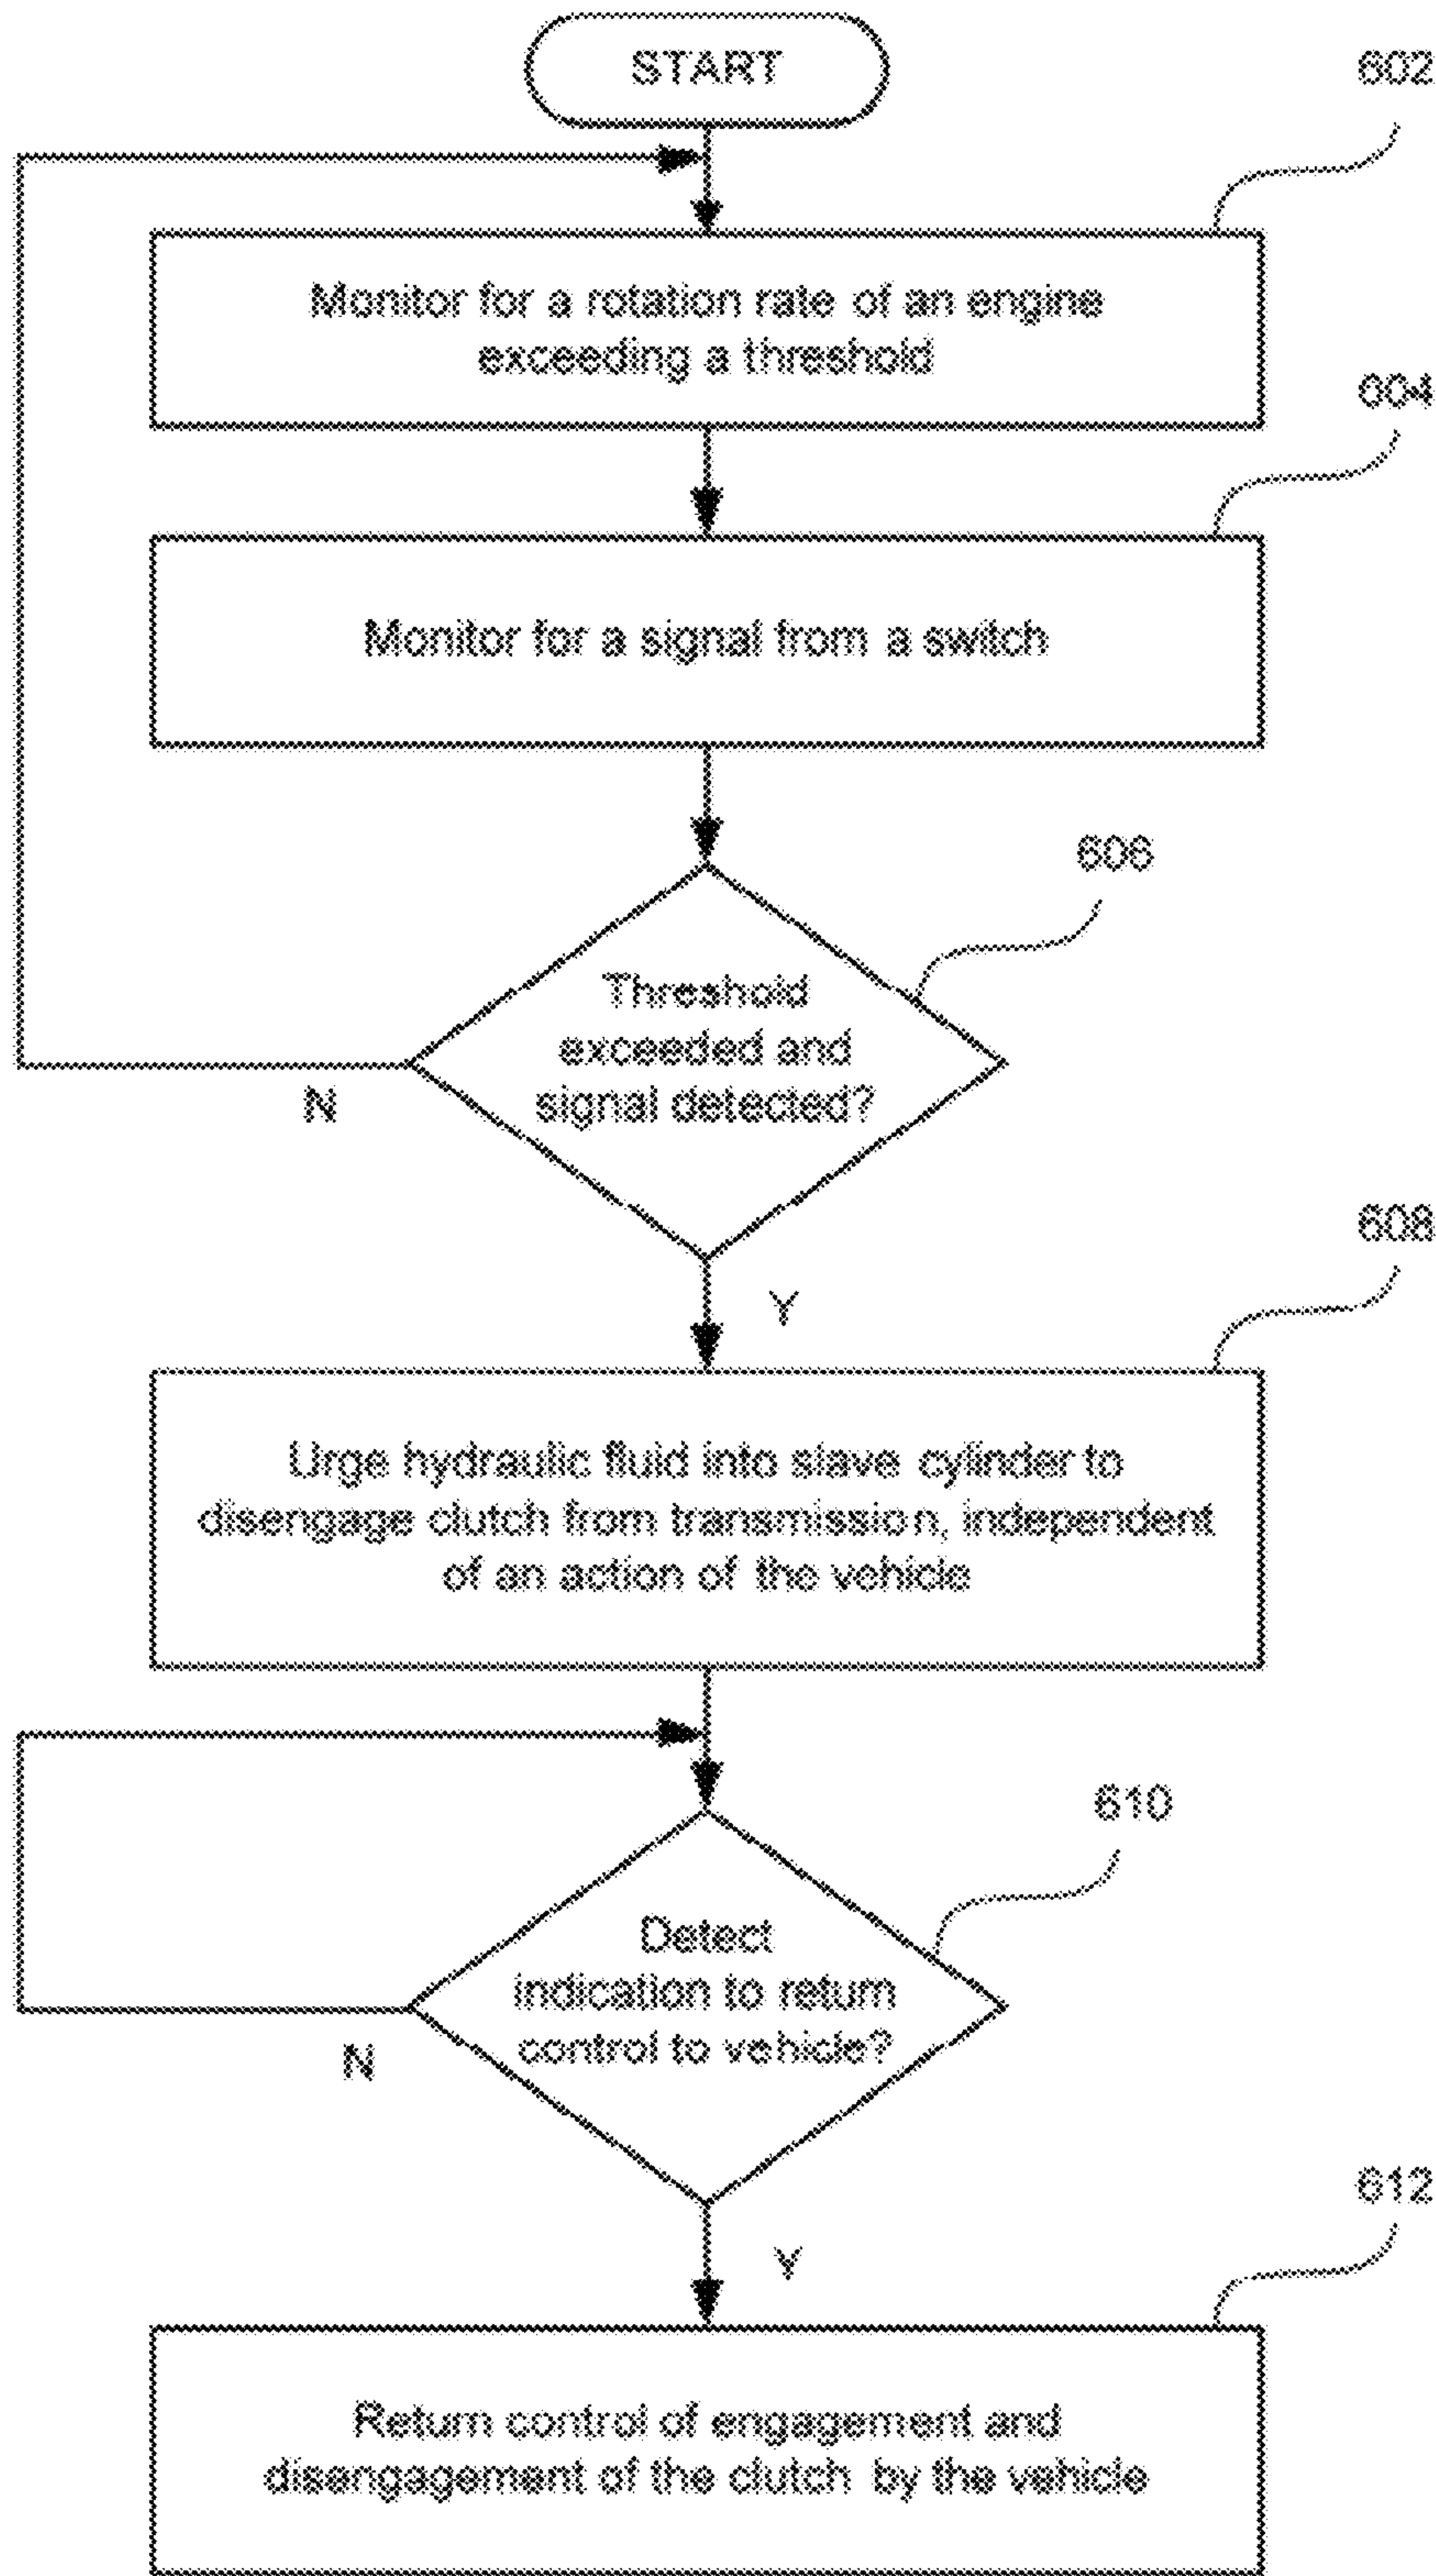 START
602
Monitor for a rotation rate of an engine
exceeding a threshold
604
Monitor for a signal from a switch
606
Threshold
exceeded and
signal detected?
N
Y
608
Urge hydraulic fluid into slave cylinder to
disengage clutch from transmission, independent
of an action of the vehicle
610
Detect
indication to return
control to vehicle?
N
Y
612
Return control of engagement and
disengagement of the clutch by the vehicle